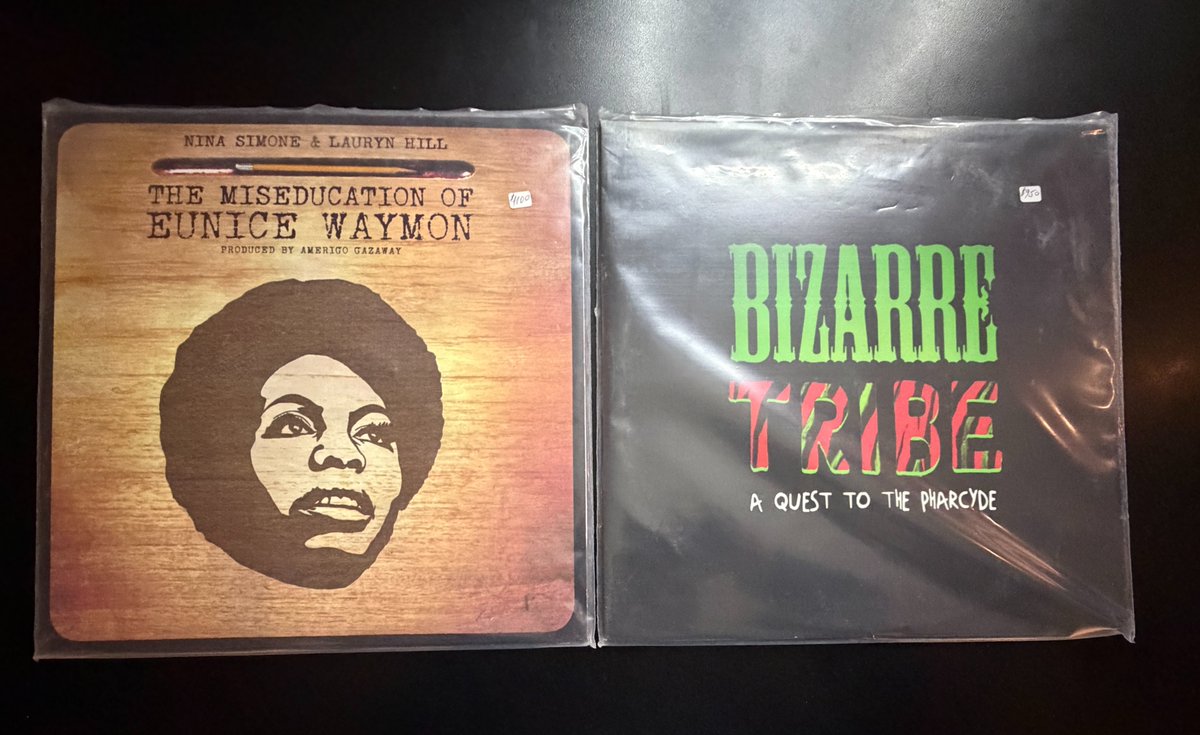 NINA SIMONE & LAURYN HILL
THE MISEDUCATION OF
EUNICE WAYMON
PRODUCED BY AMERIGO GAZAWAY
$950
BIZARRE
TRIBE
A QUEST TO THE PHARCYDE